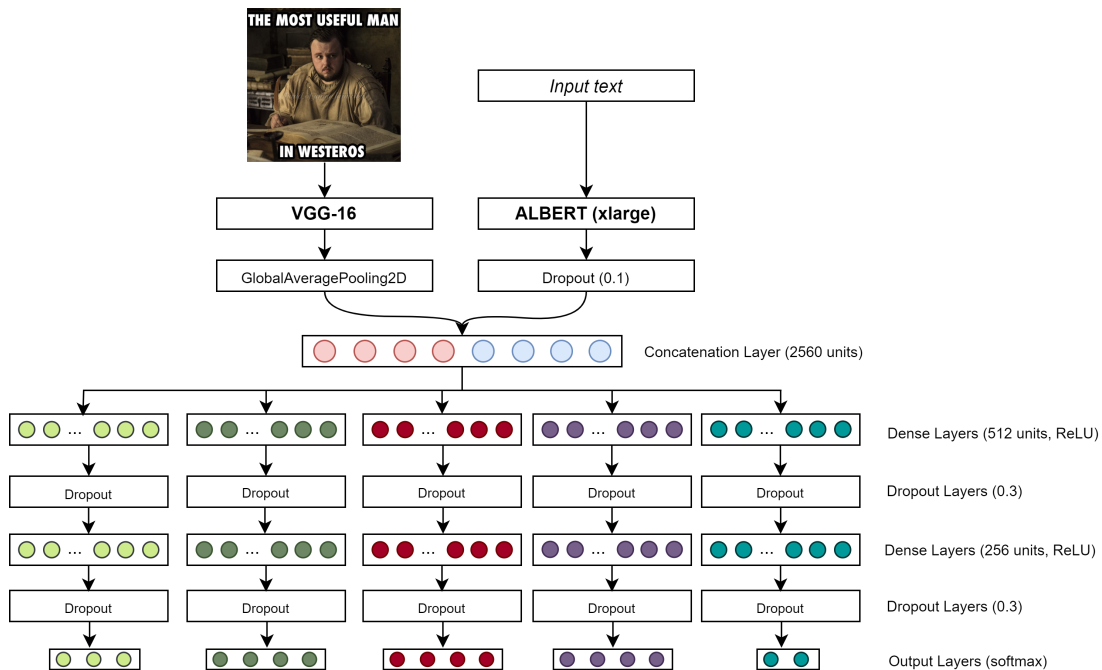 THE MOST USEFUL MAN
IN WESTEROS
Input text
VGG-16
ALBERT (xlarge)
GlobalAveragePooling2D
Dropout (0.1)
Concatenation Layer (2560 units)
... ... ... ... ...
Dense Layers (512 units, ReLU)
Dropout Dropout Dropout Dropout Dropout
Dropout Layers (0.3)
... ... ... ... ...
Dense Layers (256 units, ReLU)
Dropout Dropout Dropout Dropout Dropout
Dropout Layers (0.3)
Output Layers (softmax)